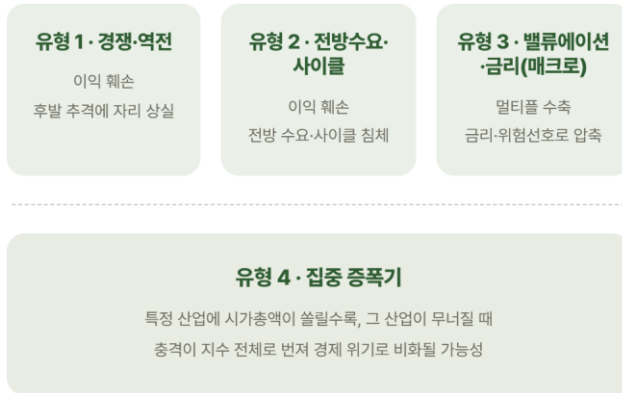 유형 1 · 경쟁·역전
이익 훼손
후발 추격에 자리 상실
유형 2 · 전방수요·
사이클
이익 훼손
전방 수요·사이클 침체
유형 3 · 밸류에이션
·금리(매크로)
멀티플 수축
금리·위험선호로 압축
유형 4 · 집중 증폭기
특정 산업에 시가총액이 쏠릴수록, 그 산업이 무너질 때
충격이 지수 전체로 번져 경제 위기로 비화될 가능성